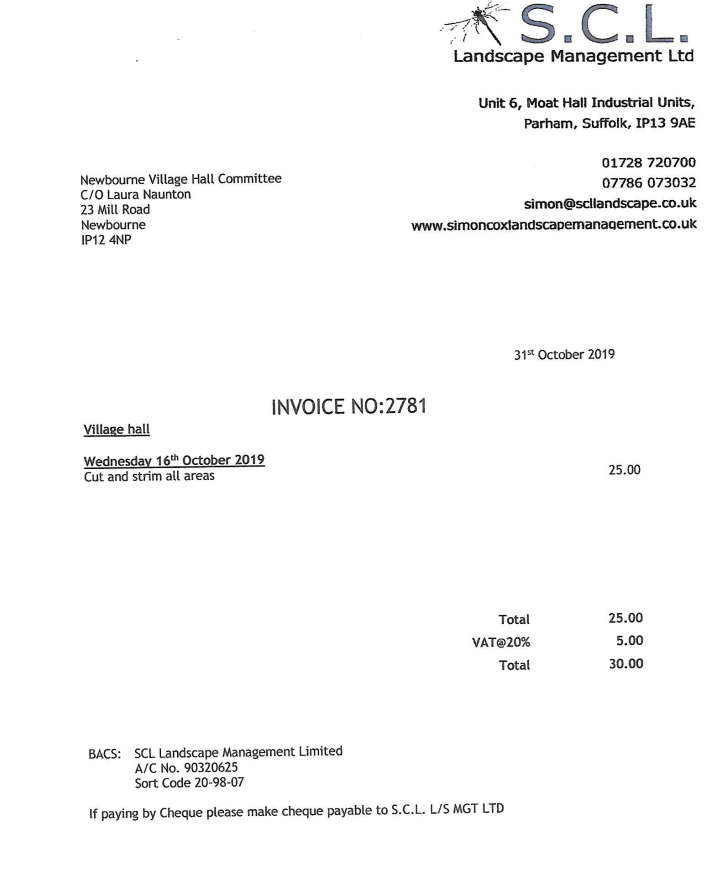 S.C.L.
Landscape Management Ltd
Unit 6, Moat Hall Industrial Units,
Parham, Suffolk, IP13 9AE
01728 720700
07786 073032
simon@scllandscape.co.uk
www.simoncoxlandscapemanagement.co.uk
Newbourne Village Hall Committee
C/O Laura Naunton
23 Mill Road
Newbourne
IP12 4NP
31st October 2019
INVOICE NO:2781
Village hall
Wednesday 16th October 2019
Cut and strim all areas 25.00
Total 25.00
VAT@20% 5.00
Total 30.00
BACS: SCL Landscape Management Limited
A/C No. 90320625
Sort Code 20-98-07
If paying by Cheque please make cheque payable to S.C.L. L/S MGT LTD